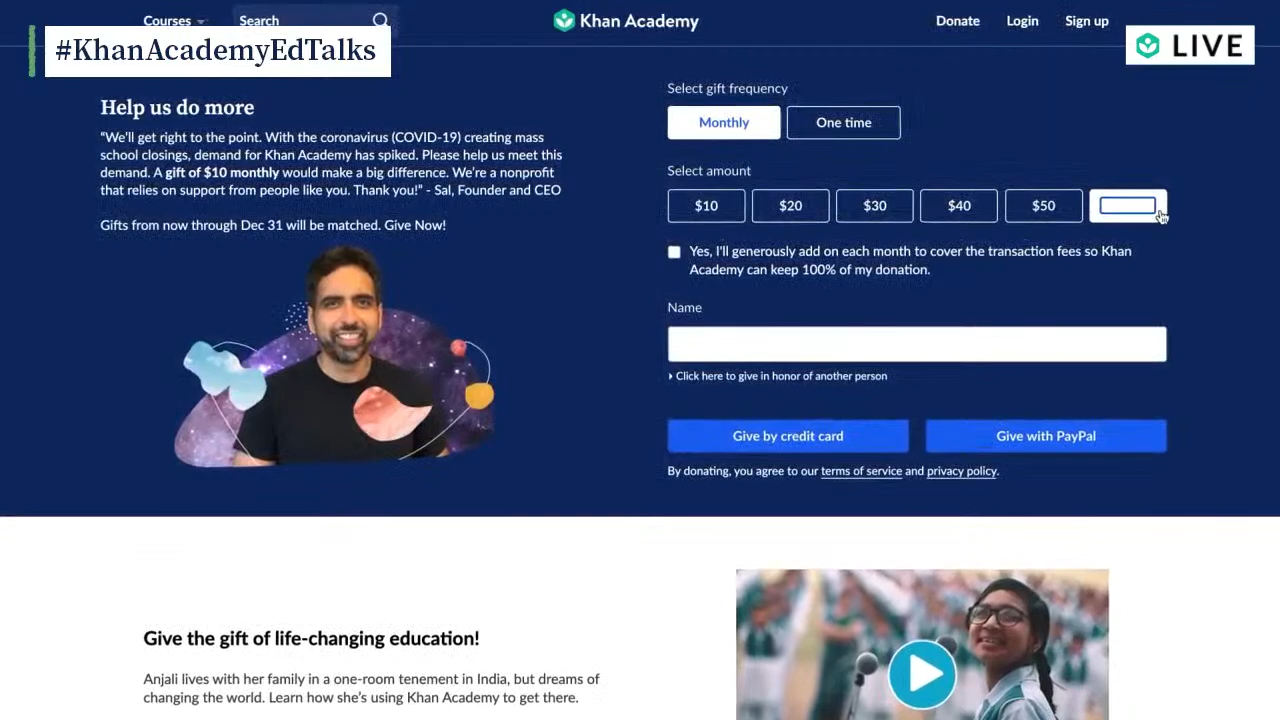 Courses
Search
Khan Academy
Donate
Login
Sign up
#KhanAcademyEdTalks
LIVE
Help us do more
“We’ll get right to the point. With the coronavirus (COVID-19) creating mass
school closings, demand for Khan Academy has spiked. Please help us meet this
demand. A gift of $10 monthly would make a big difference. We’re a nonprofit
that relies on support from people like you. Thank you!” - Sal, Founder and CEO
Gifts from now through Dec 31 will be matched. Give Now!
Select gift frequency
Monthly
One time
Select amount
$10
$20
$30
$40
$50
Yes, I’ll generously add on each month to cover the transaction fees so Khan
Academy can keep 100% of my donation.
Name
Click here to give in honor of another person
Give by credit card
Give with PayPal
By donating, you agree to our terms of service and privacy policy.
Give the gift of life-changing education!
Anjali lives with her family in a one-room tenement in India, but dreams of
changing the world. Learn how she’s using Khan Academy to get there.